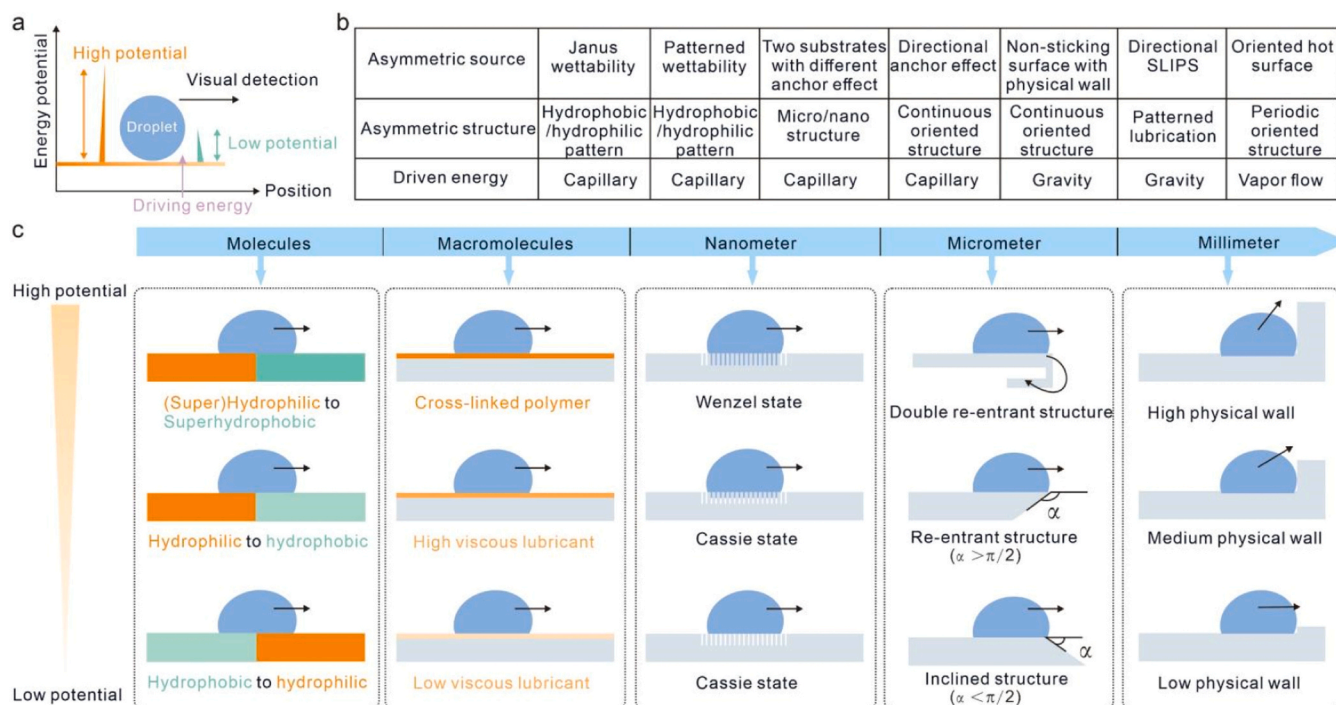 a
High potential
Visual detection
Energy potential
Droplet
Low potential
Position
Driving energy
b
Asymmetric source
Janus
wettability
Patterned
wettability
Two substrates
with different
anchor effect
Directional
anchor effect
Non-sticking
surface with
physical wall
Directional
SLIPS
Oriented hot
surface
Asymmetric structure
Hydrophobic
/hydrophilic
pattern
Hydrophobic
/hydrophilic
pattern
Micro/nano
structure
Continuous
oriented
structure
Continuous
oriented
structure
Patterned
lubrication
Periodic
oriented
structure
Driven energy
Capillary
Capillary
Capillary
Capillary
Gravity
Gravity
Vapor flow
c
Molecules
Macromolecules
Nanometer
Micrometer
Millimeter
High potential
Low potential
(Super)Hydrophilic to
Superhydrophobic
Cross-linked polymer
Wenzel state
Double re-entrant structure
High physical wall
Hydrophilic to hydrophobic
High viscous lubricant
Cassie state
α
Re-entrant structure
(α >π/2)
Medium physical wall
Hydrophobic to hydrophilic
Low viscous lubricant
Cassie state
α
Inclined structure
(α <π/2)
Low physical wall